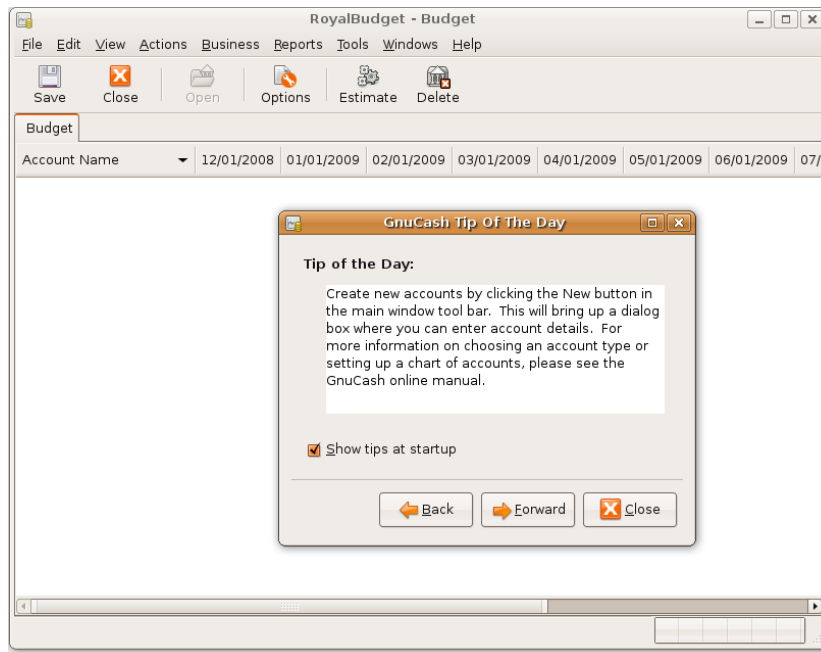 RoyalBudget - Budget
File Edit View Actions Business Reports Tools Windows Help
Save Close Open Options Estimate Delete
Budget
Account Name 12/01/2008 01/01/2009 02/01/2009 03/01/2009 04/01/2009 05/01/2009 06/01/2009 07/
GnuCash Tip Of The Day
Tip of the Day:
Create new accounts by clicking the New button in
the main window tool bar. This will bring up a dialog
box where you can enter account details. For
more information on choosing an account type or
setting up a chart of accounts, please see the
GnuCash online manual.
Show tips at startup
Back Forward Close